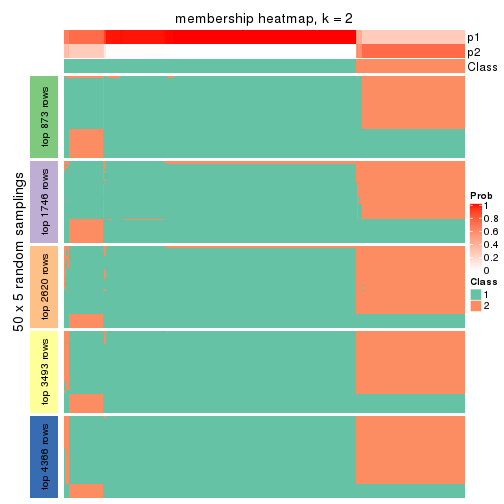 membership heatmap, k = 2
p1
p2
Class
50 x 5 random samplings
top 873 rows
top 1746 rows
top 2620 rows
top 3493 rows
top 4366 rows
Prob
1
0.8
0.6
0.4
0.2
0
Class
1
2